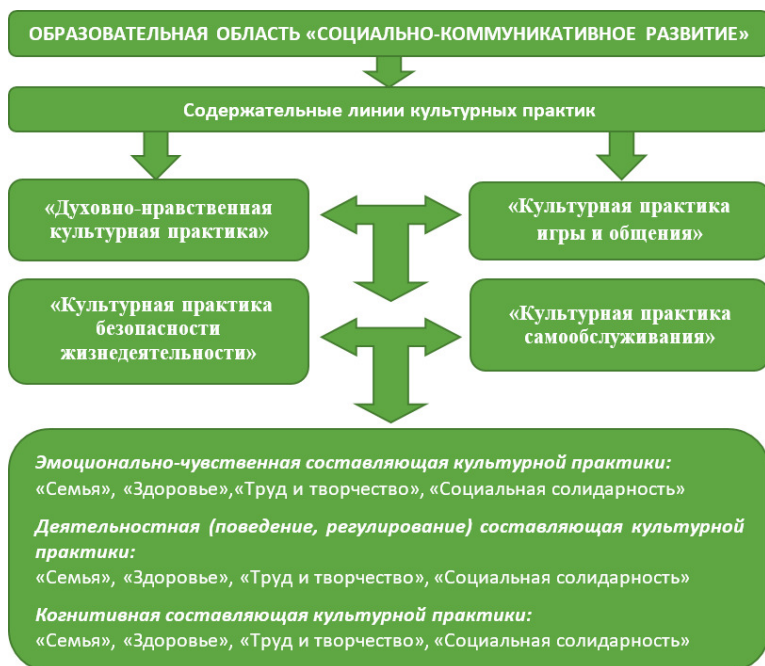 ОБРАЗОВАТЕЛЬНАЯ ОБЛАСТЬ «СОЦИАЛЬНО-КОММУНИКАТИВНОЕ РАЗВИТИЕ»
Содержательные линии культурных практик
«Духовно-нравственная
культурная практика»
«Культурная практика
игры и общения»
«Культурная практика
безопасности
жизнедеятельности»
«Культурная практика
самообслуживания»
Эмоционально-чувственная составляющая культурной практики:
«Семья», «Здоровье»,«Труд и творчество», «Социальная солидарность»
Деятельностная (поведение, регулирование) составляющая культурной
практики:
«Семья», «Здоровье», «Труд и творчество», «Социальная солидарность»
Когнитивная составляющая культурной практики:
«Семья», «Здоровье», «Труд и творчество», «Социальная солидарность»